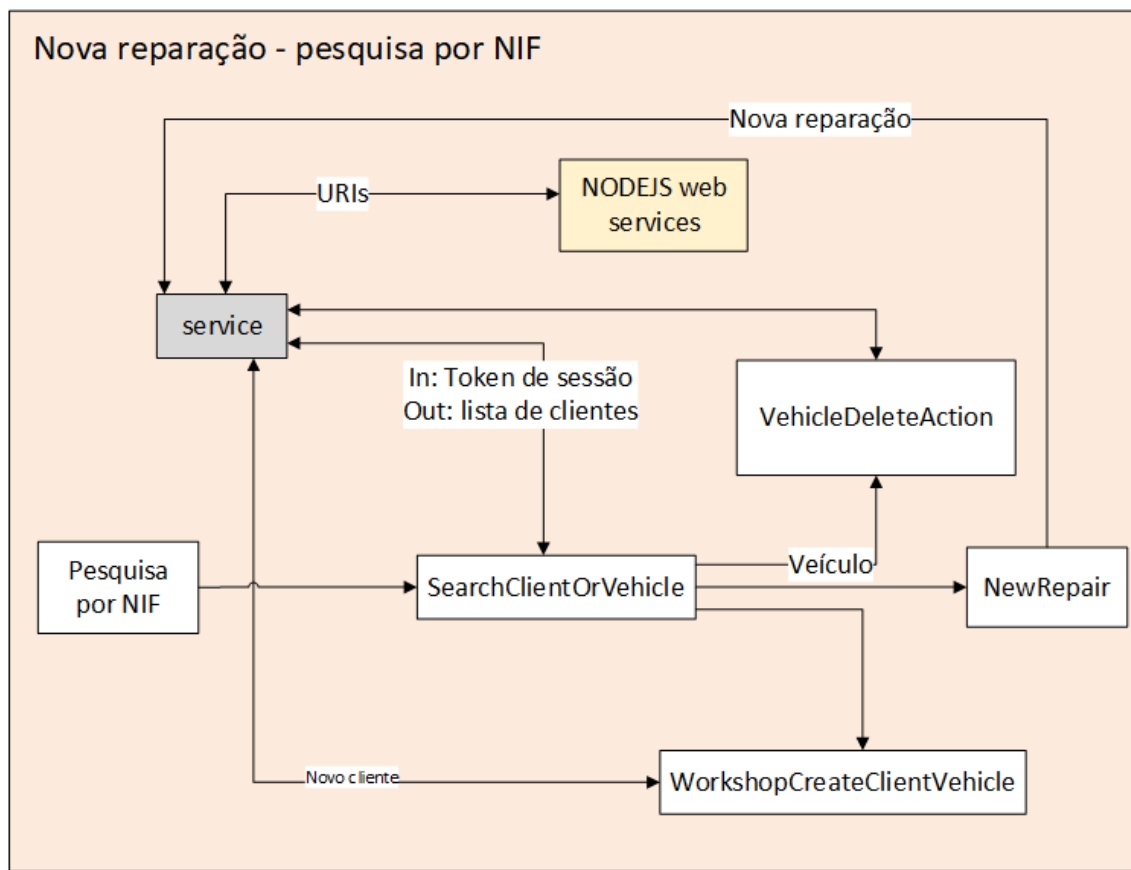 Nova reparação - pesquisa por NIF
Nova reparação
URIs
NODEJS web
services
service
In: Token de sessão
Out: lista de clientes
VehicleDeleteAction
Pesquisa
por NIF
SearchClientOrVehicle
Veículo
NewRepair
Novo cliente
WorkshopCreateClientVehicle